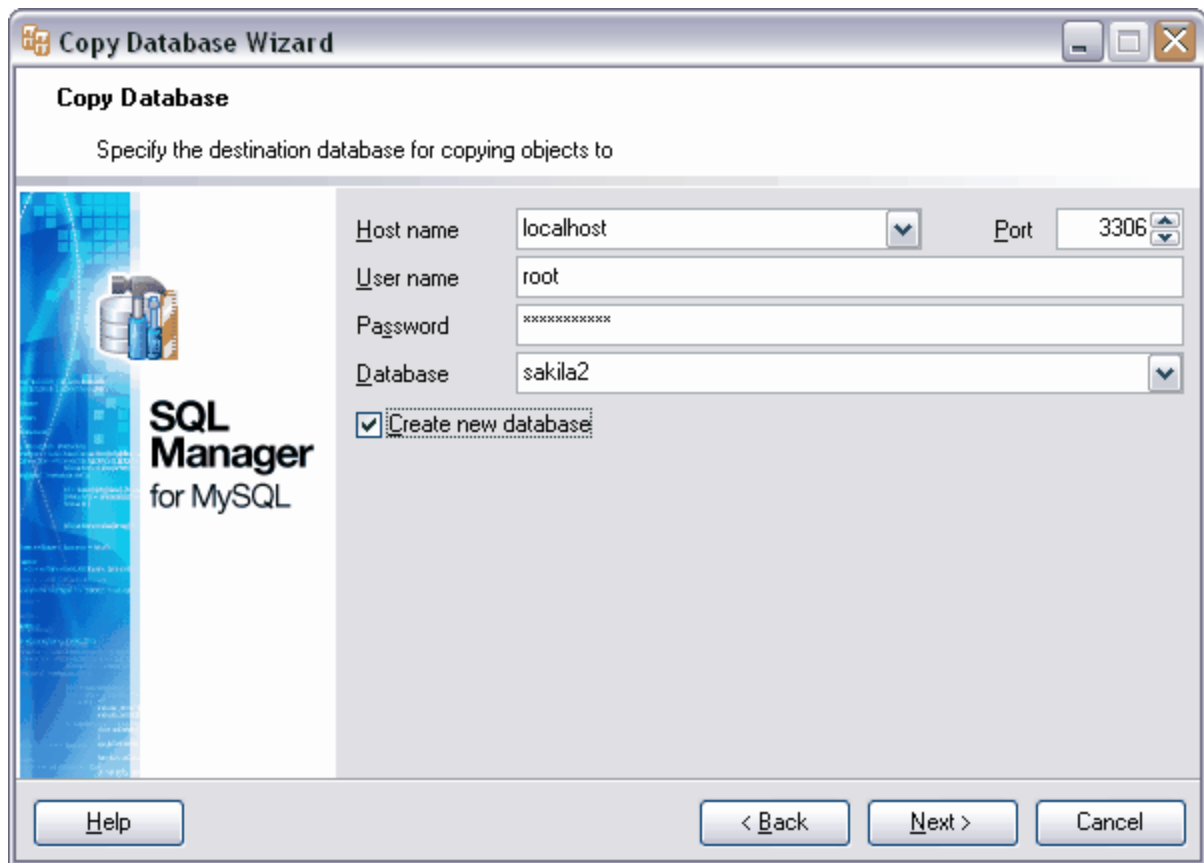 Copy Database Wizard
Copy Database
Specify the destination database for copying objects to
Host name localhost Port 3306
User name root
Password ***********
Database sakila2
Create new database
SQL
Manager
for MySQL
Help < Back Next > Cancel